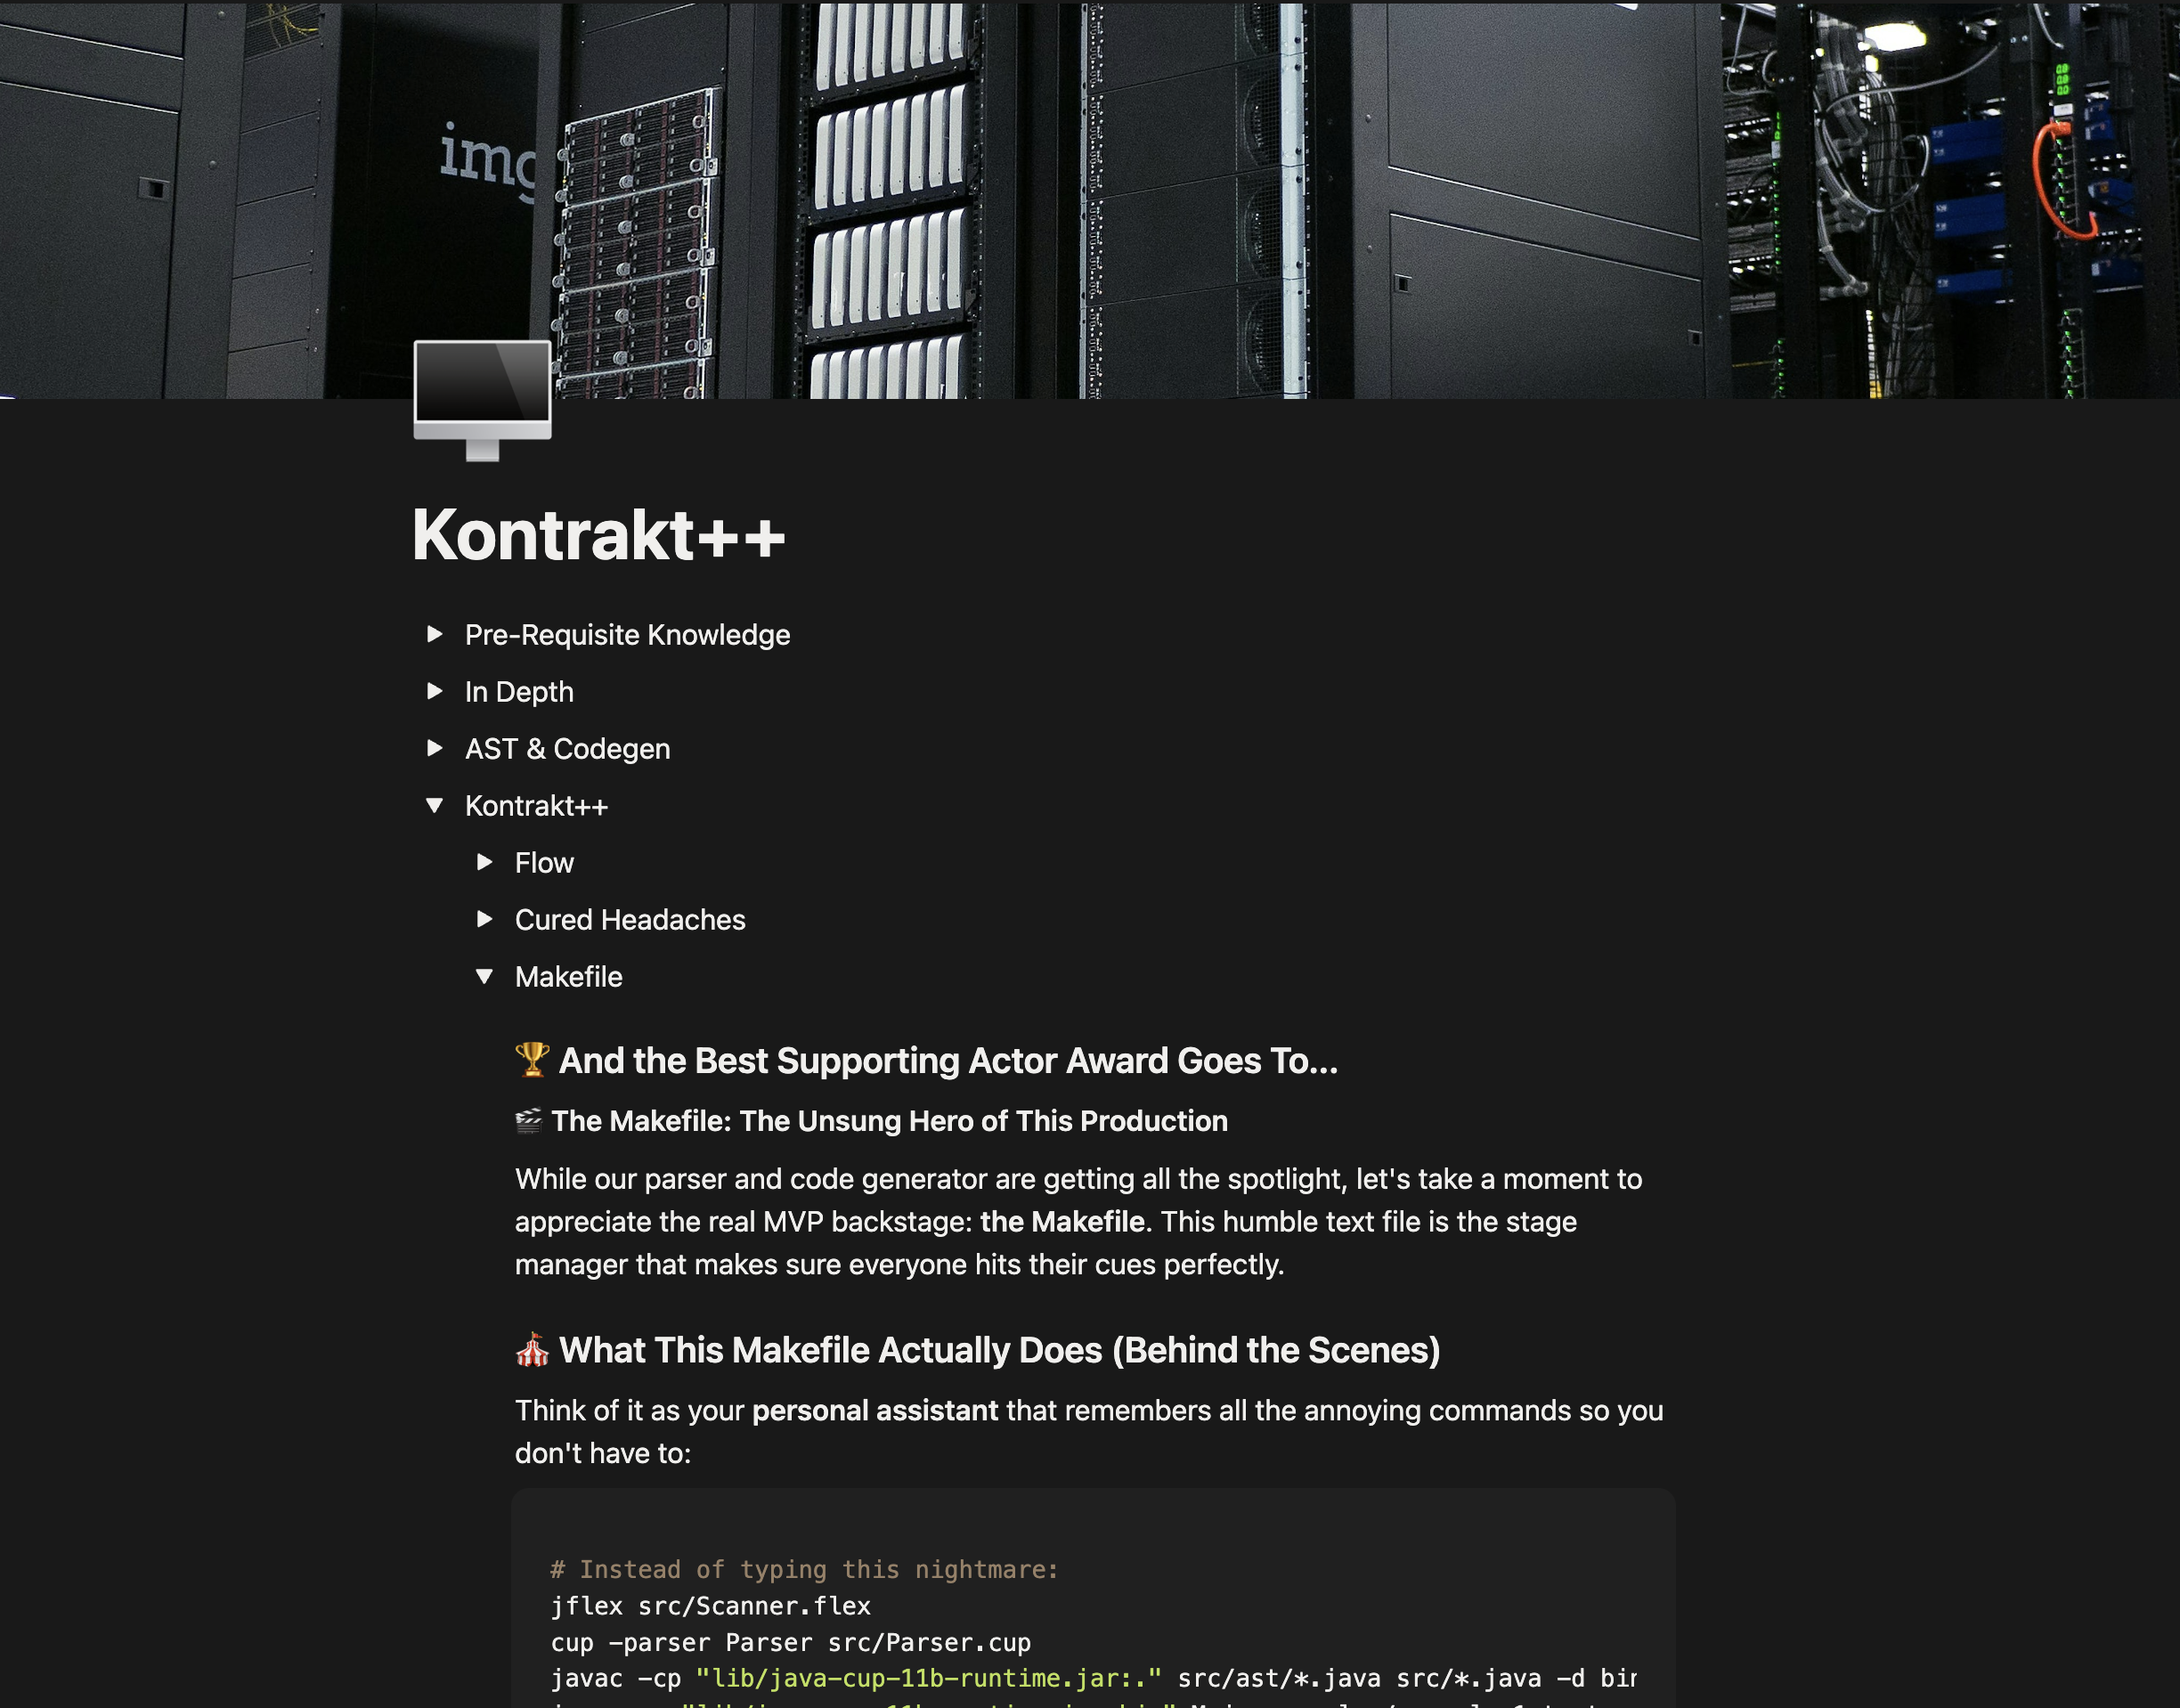 img
Kontrakt++
Pre-Requisite Knowledge
In Depth
AST & Codegen
Kontrakt++
Flow
Cured Headaches
Makefile
🏆 And the Best Supporting Actor Award Goes To...
🎬 The Makefile: The Unsung Hero of This Production
While our parser and code generator are getting all the spotlight, let's take a moment to
appreciate the real MVP backstage: the Makefile. This humble text file is the stage
manager that makes sure everyone hits their cues perfectly.
🎪 What This Makefile Actually Does (Behind the Scenes)
Think of it as your personal assistant that remembers all the annoying commands so you
don't have to:
# Instead of typing this nightmare:
jflex src/Scanner.flex
cup -parser Parser src/Parser.cup
javac -cp "lib/java-cup-11b-runtime.jar:." src/ast/*.java src/*.java -d bin